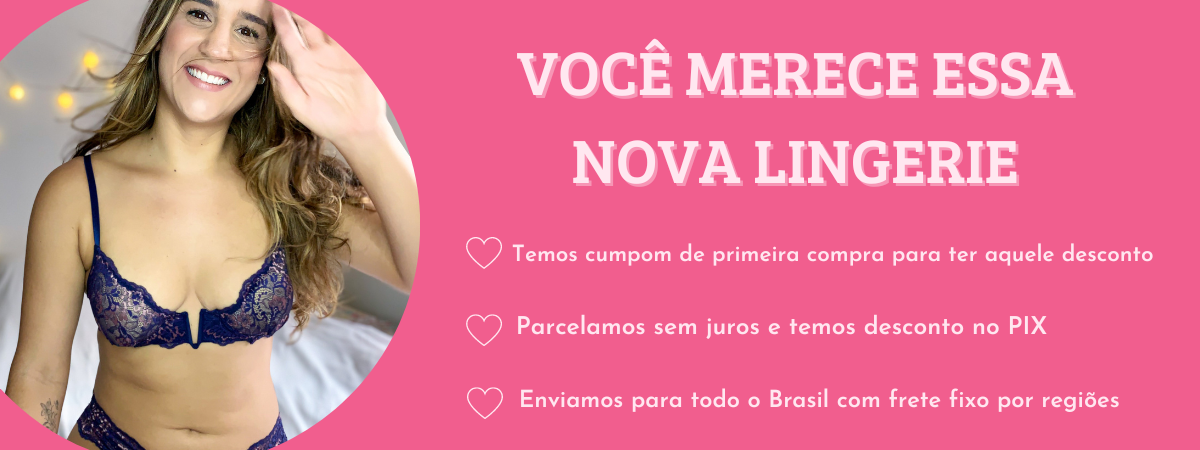 VOCÊ MERECE ESSA
NOVA LINGERIE
Temos cumpom de primeira compra para ter aquele desconto
Parcelamos sem juros e temos desconto no PIX
Enviamos para todo o Brasil com frete fixo por regiões